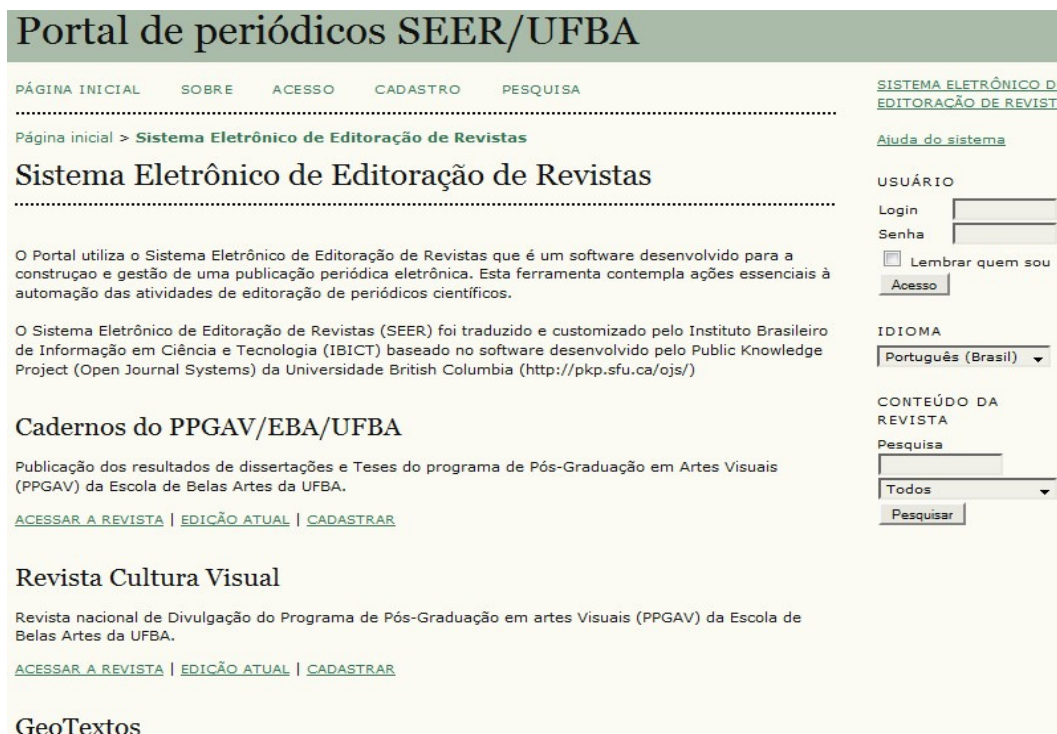 Portal de periódicos SEER/UFBA
PÁGINA INICIAL SOBRE ACESSO CADASTRO PESQUISA
Página inicial > Sistema Eletrônico de Editoração de Revistas
Sistema Eletrônico de Editoração de Revistas
O Portal utiliza o Sistema Eletrônico de Editoração de Revistas que é um software desenvolvido para a
construçao e gestão de uma publicação periódica eletrônica. Esta ferramenta contempla ações essenciais à
automação das atividades de editoração de periódicos científicos.
O Sistema Eletrônico de Editoração de Revistas (SEER) foi traduzido e customizado pelo Instituto Brasileiro
de Informação em Ciência e Tecnologia (IBICT) baseado no software desenvolvido pelo Public Knowledge
Project (Open Journal Systems) da Universidade British Columbia (http://pkp.sfu.ca/ojs/)
Cadernos do PPGAV/EBA/UFBA
Publicação dos resultados de dissertações e Teses do programa de Pós-Graduação em Artes Visuais
(PPGAV) da Escola de Belas Artes da UFBA.
ACESSAR A REVISTA | EDIÇÃO ATUAL | CADASTRAR
Revista Cultura Visual
Revista nacional de Divulgação do Programa de Pós-Graduação em artes Visuais (PPGAV) da Escola de
Belas Artes da UFBA.
ACESSAR A REVISTA | EDIÇÃO ATUAL | CADASTRAR
GeoTextos
SISTEMA ELETRÔNICO D
EDITORAÇÃO DE REVIST
Ajuda do sistema
USUÁRIO
Login
Senha
Lembrar quem sou
Acesso
IDIOMA
Português (Brasil)
CONTEÚDO DA
REVISTA
Pesquisa
Todos
Pesquisar